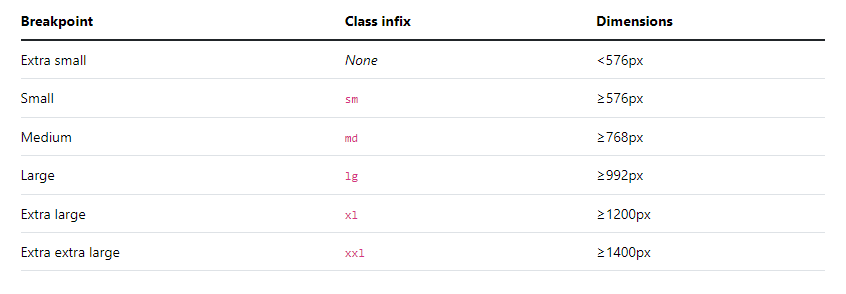 Breakpoint Class infix Dimensions
Extra small None <576px
Small sm ≥576px
Medium md ≥768px
Large lg ≥992px
Extra large xl ≥1200px
Extra extra large xxl ≥1400px